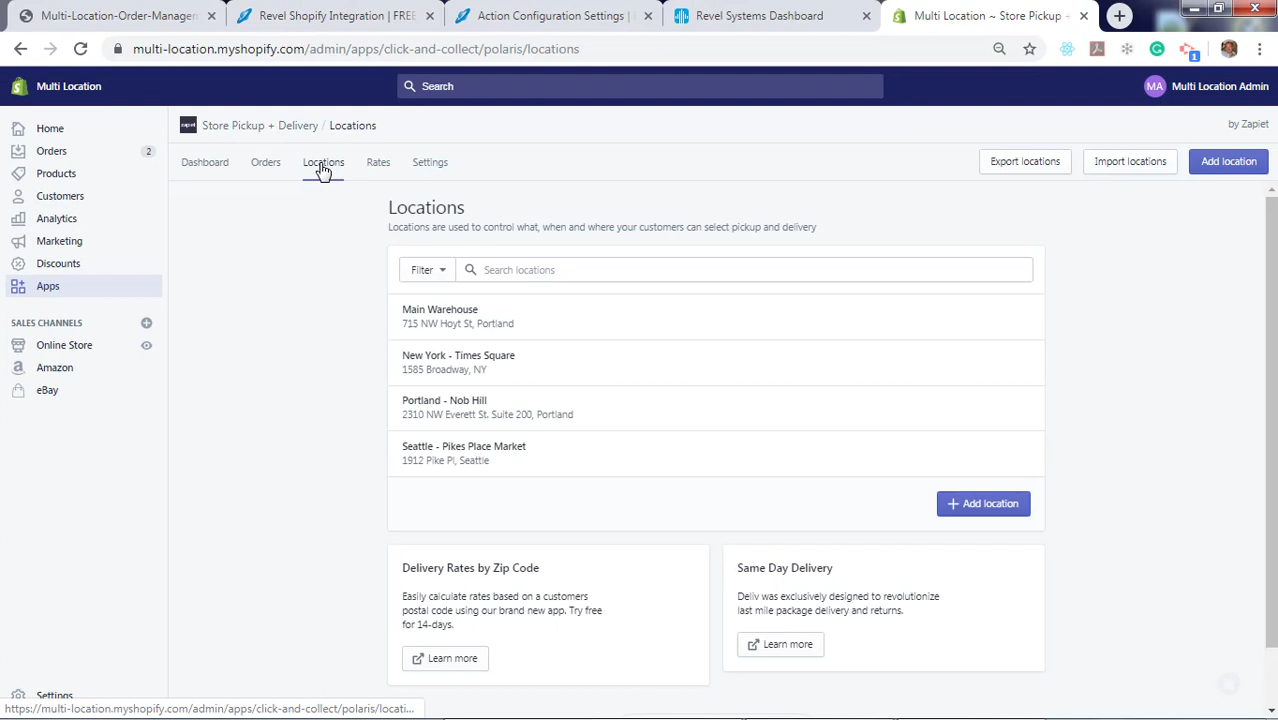 Multi-Location-Order-Managem
Revel Shopify Integration | FREE
Action Configuration Settings |
Revel Systems Dashboard
Multi Location ~ Store Pickup +
multi-location.myshopify.com/admin/apps/click-and-collect/polaris/locations
1
Multi Location
Search
MA Multi Location Admin
Home
Orders 2
Products
Customers
Analytics
Marketing
Discounts
Apps
SALES CHANNELS
Online Store
Amazon
eBay
Settings
Zapiet Store Pickup + Delivery / Locations
by Zapiet
Dashboard Orders Locations Rates Settings
Export locations Import locations Add location
Locations
Locations are used to control what, when and where your customers can select pickup and delivery
Filter Search locations
Main Warehouse
715 NW Hoyt St, Portland
New York - Times Square
1585 Broadway, NY
Portland - Nob Hill
2310 NW Everett St. Suite 200, Portland
Seattle - Pikes Place Market
1912 Pike Pl, Seattle
Add location
Delivery Rates by Zip Code
Easily calculate rates based on a customers
postal code using our brand new app. Try free
for 14-days.
Learn more
Same Day Delivery
Deliv was exclusively designed to revolutionize
last mile package delivery and returns.
Learn more
https://multi-location.myshopify.com/admin/apps/click-and-collect/polaris/locati...